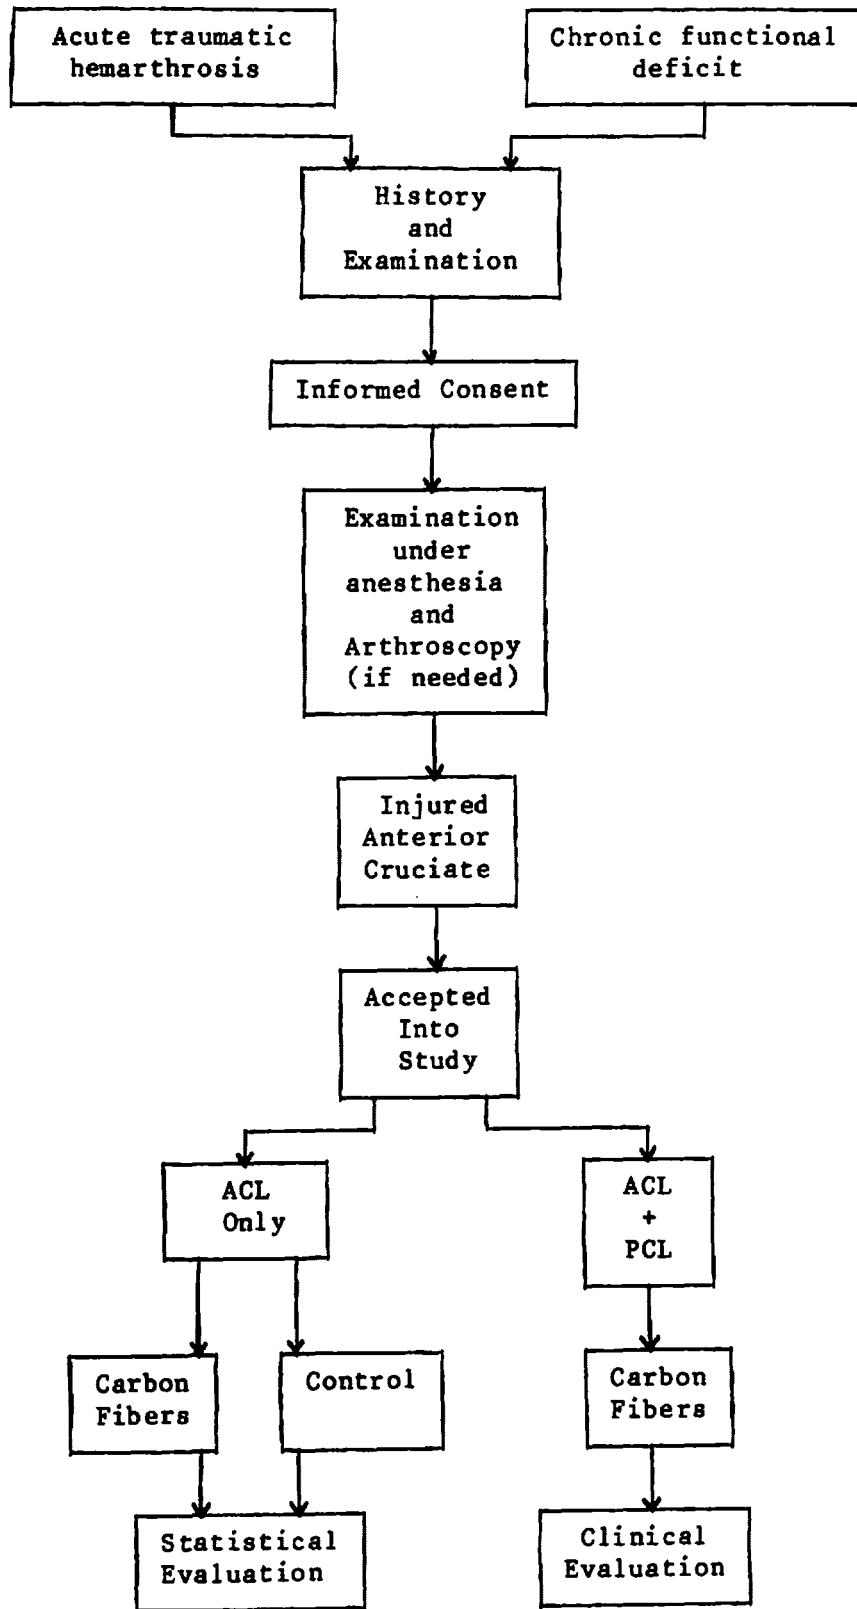 Acute traumatic
hemarthrosis
Chronic functional
deficit
History
and
Examination
Informed Consent
Examination
under
anesthesia
and
Arthroscopy
(if needed)
Injured
Anterior
Cruciate
Accepted
Into
Study
ACL
Only
ACL
+
PCL
Carbon
Fibers
Control
Carbon
Fibers
Statistical
Evaluation
Clinical
Evaluation